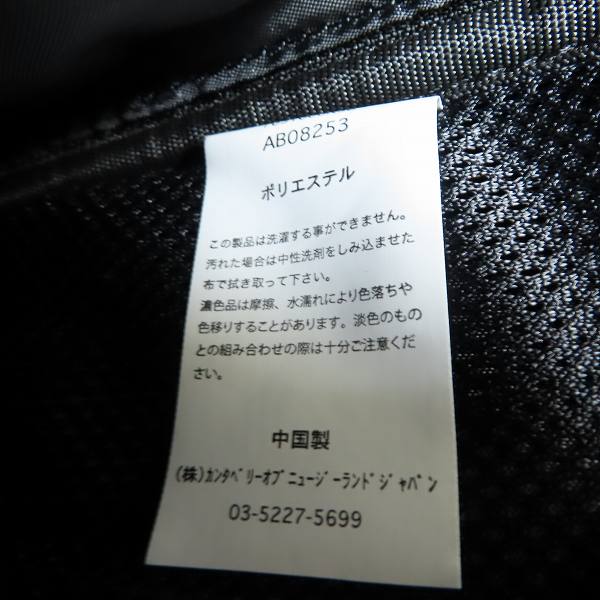 AB08253
ポリエステル
この製品は洗濯する事ができません。
汚れた場合は中性洗剤をしみ込ませた
布で拭き取って下さい。
濃色品は摩擦、水濡れにより色落ちや
色移りすることがあります。淡色のもの
との組み合わせの際は十分ご注意くだ
さい。
中国製
(株)ｶﾝﾀﾍﾞﾘｰｵﾌﾞﾆｭｰｼﾞｰﾗﾝﾄﾞｼﾞｬﾊﾟﾝ
03-5227-5699